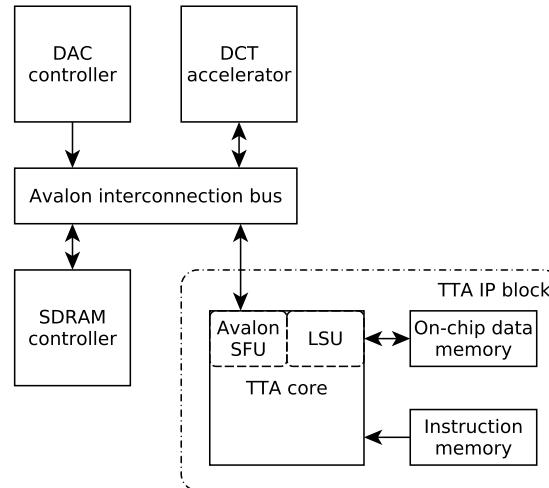 DAC
controller
DCT
accelerator
Avalon interconnection bus
SDRAM
controller
TTA IP block
Avalon
SFU
LSU
On-chip data
memory
TTA core
Instruction
memory